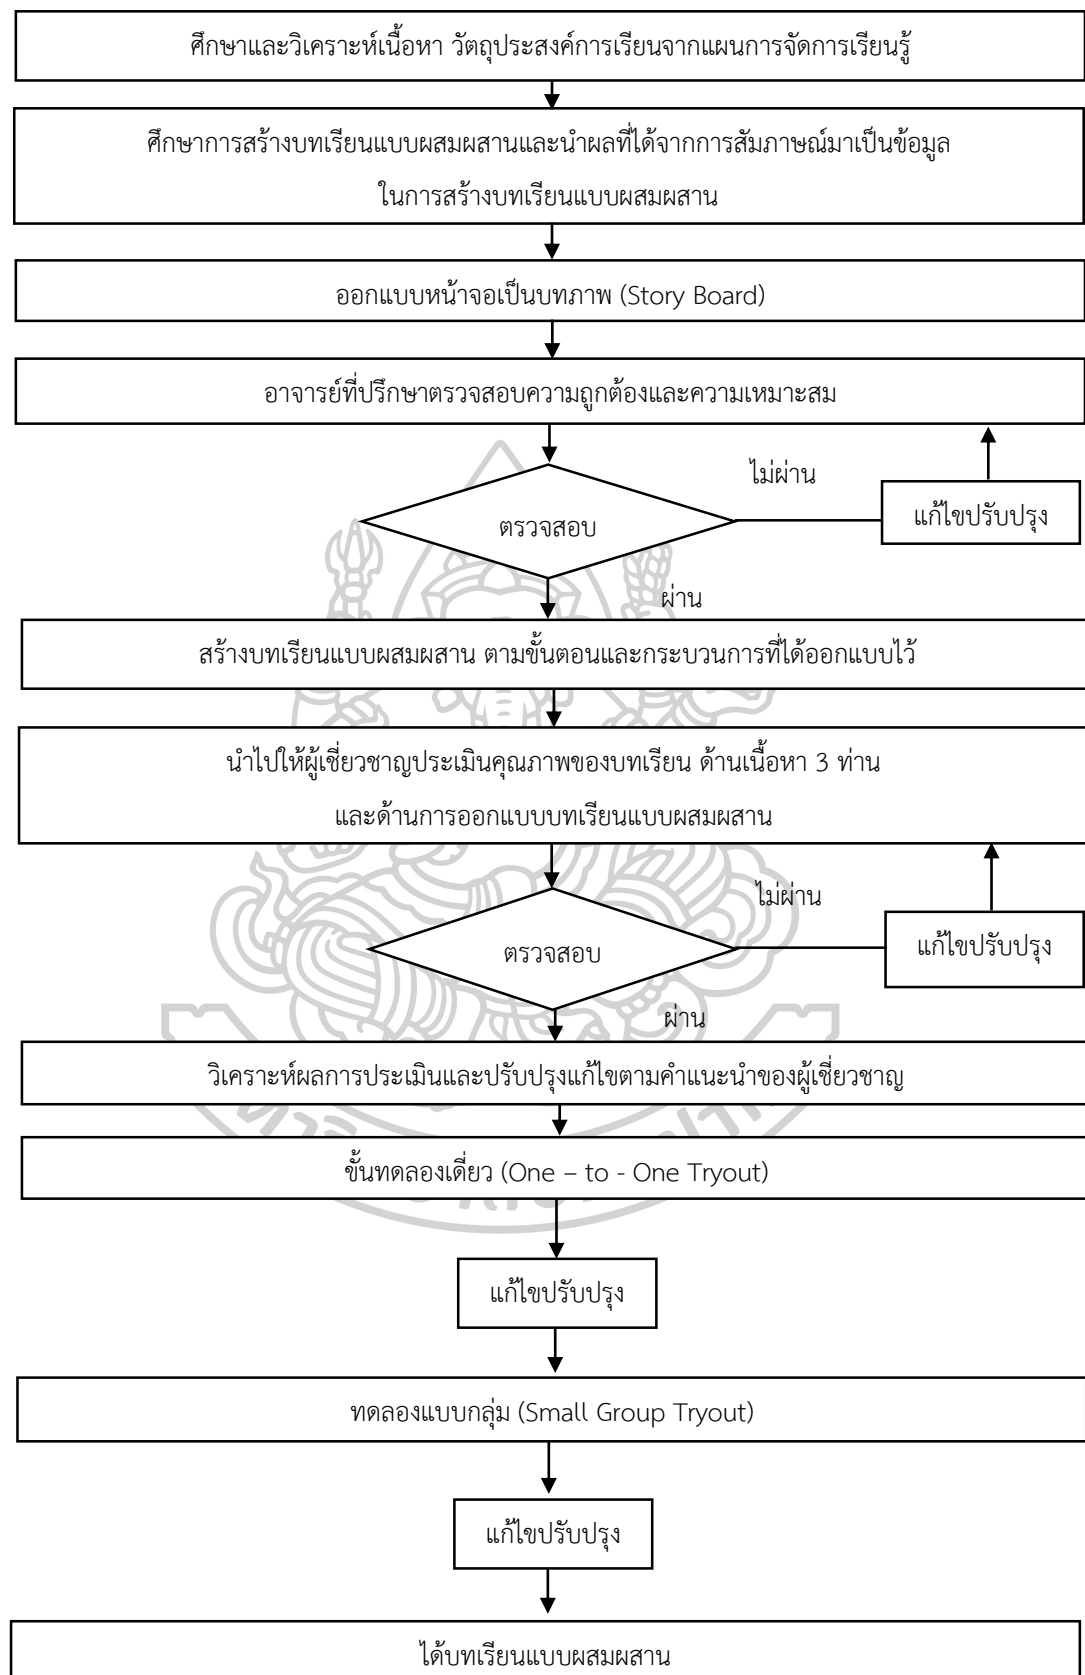 ศึกษาและวิเคราะห์เนื้อหา วัตถุประสงค์การเรียนจากแผนการจัดการเรียนรู้
ศึกษาการสร้างบทเรียนแบบผสมผสานและนำผลที่ได้จากการสัมภาษณ์มาเป็นข้อมูล
ในการสร้างบทเรียนแบบผสมผสาน
ออกแบบหน้าจอเป็นบทภาพ (Story Board)
อาจารย์ที่ปรึกษาตรวจสอบความถูกต้องและความเหมาะสม
ไม่ผ่าน
แก้ไขปรับปรุง
ตรวจสอบ
ผ่าน
สร้างบทเรียนแบบผสมผสาน ตามขั้นตอนและกระบวนการที่ได้ออกแบบไว้
นำไปให้ผู้เชี่ยวชาญประเมินคุณภาพของบทเรียน ด้านเนื้อหา 3 ท่าน
และด้านการออกแบบบทเรียนแบบผสมผสาน
ไม่ผ่าน
แก้ไขปรับปรุง
ตรวจสอบ
ผ่าน
วิเคราะห์ผลการประเมินและปรับปรุงแก้ไขตามคำแนะนำของผู้เชี่ยวชาญ
ขั้นทดลองเดี่ยว (One – to - One Tryout)
แก้ไขปรับปรุง
ทดลองแบบกลุ่ม (Small Group Tryout)
แก้ไขปรับปรุง
ได้บทเรียนแบบผสมผสาน